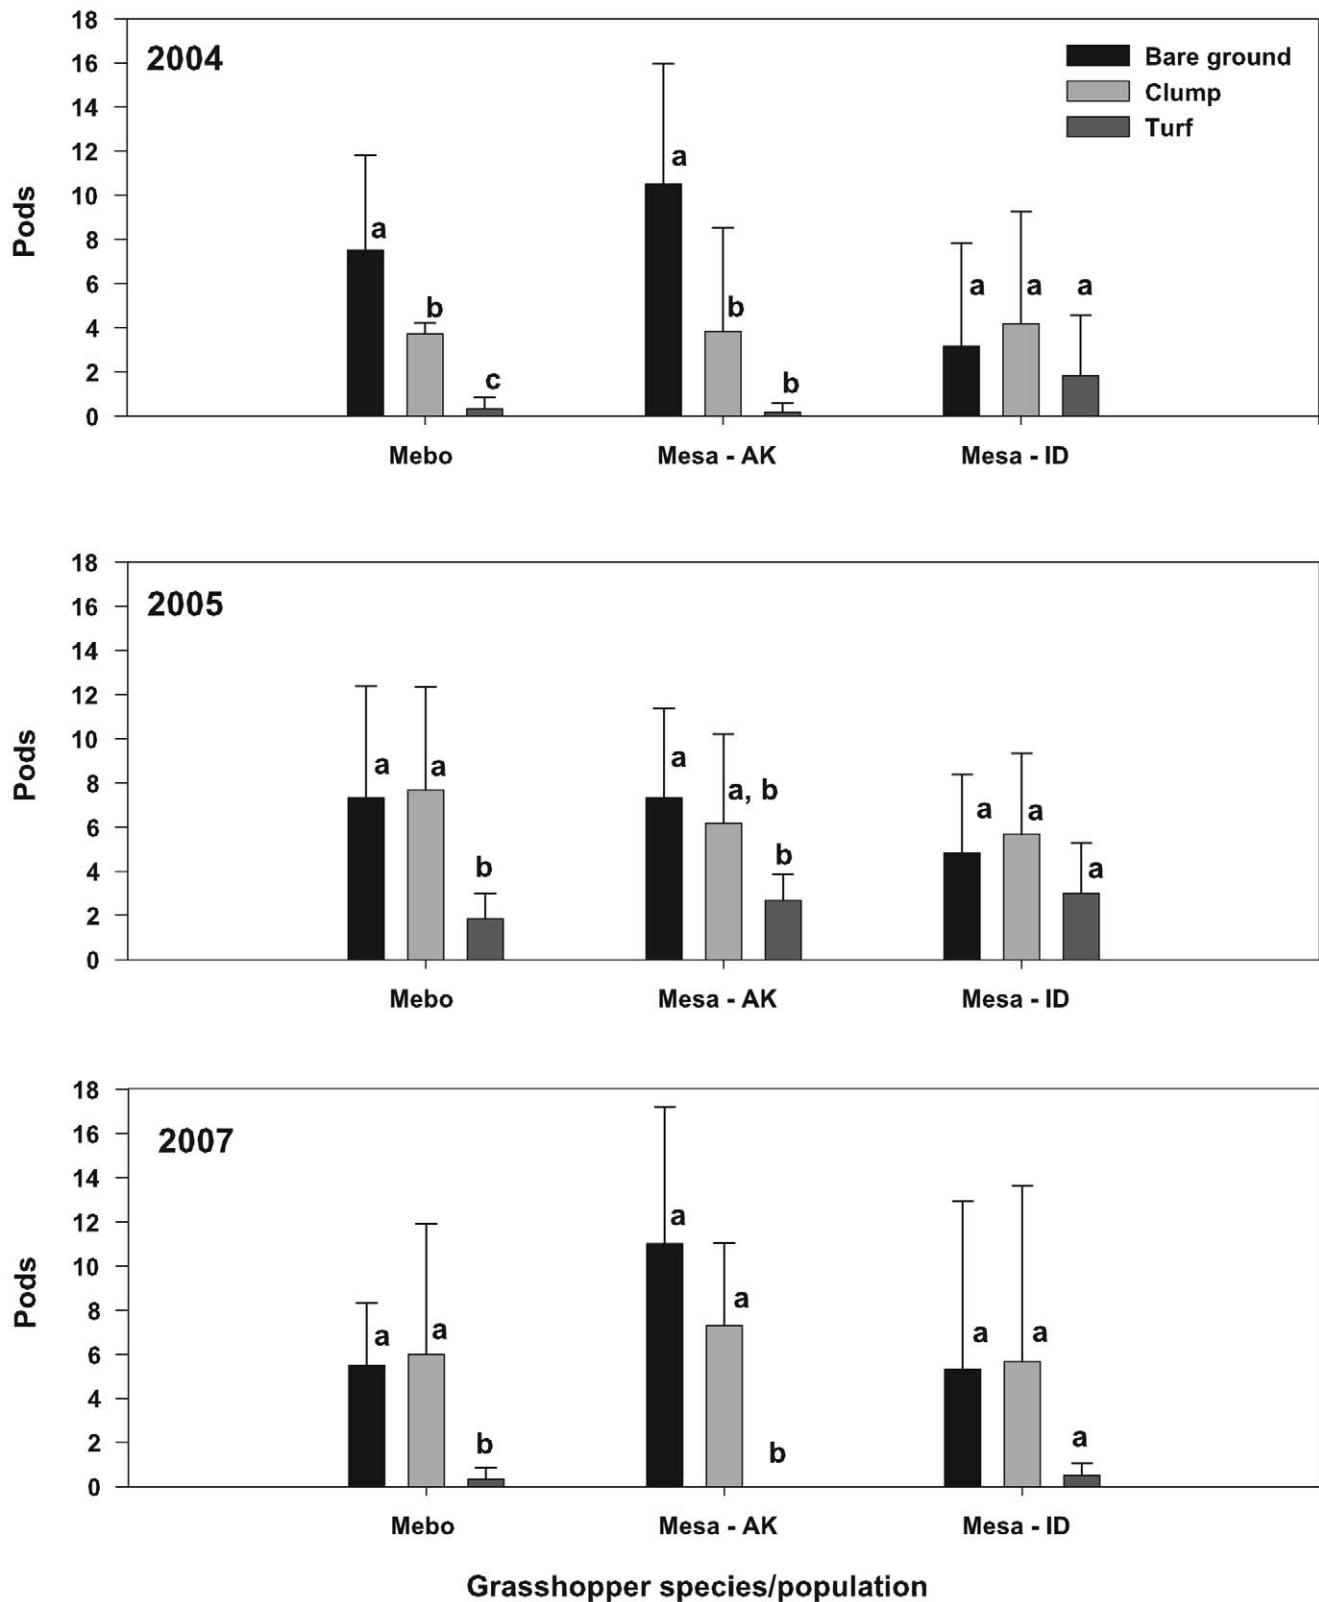 18
2004
Bare ground
16
Clump
14
Turf
12
a
10
Pods
a
8
6
a a a
b b
4
2
c b
0
Mebo Mesa - AK Mesa - ID
18
2005
16
14
12
10
Pods
a a a
8
a, b
a a
6
b b a
4
2
0
Mebo Mesa - AK Mesa - ID
18
2007
16
14
12
a
10
Pods
a
8
a a a a
6
4
2
b b a
0
Mebo Mesa - AK Mesa - ID
Grasshopper species/population